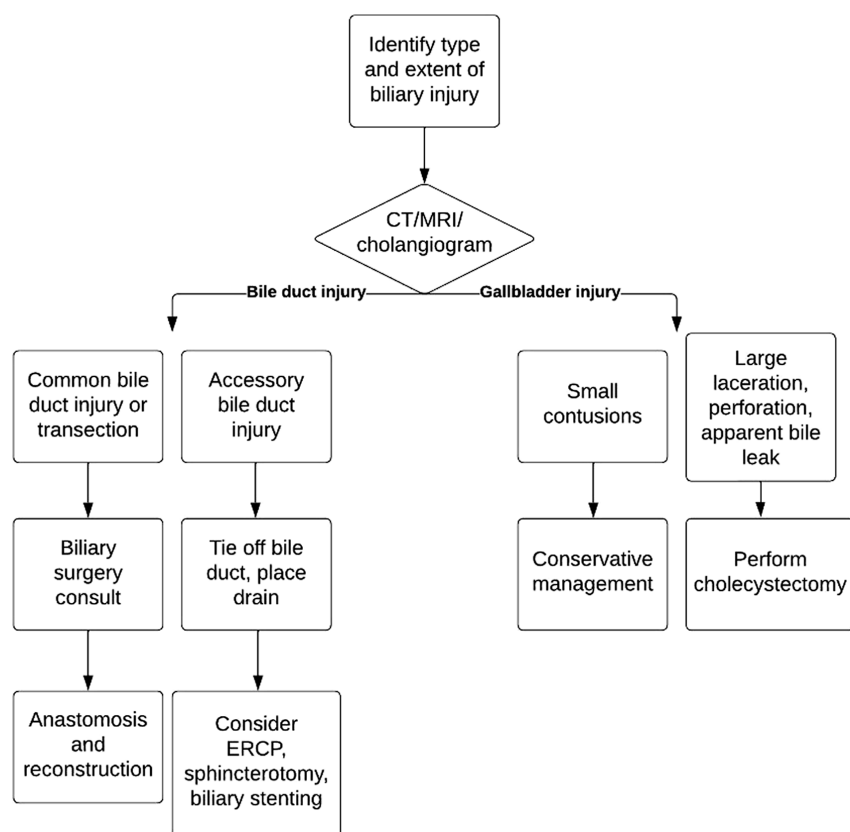 Identify type
and extent of
biliary injury
CT/MRI/
cholangiogram
Bile duct injury
Gallbladder injury
Common bile
duct injury or
transection
Accessory
bile duct
injury
Small
contusions
Large
laceration,
perforation,
apparent bile
leak
Biliary
surgery
consult
Tie off bile
duct, place
drain
Conservative
management
Perform
cholecystectomy
Anastomosis
and
reconstruction
Consider
ERCP,
sphincterotomy,
biliary stenting